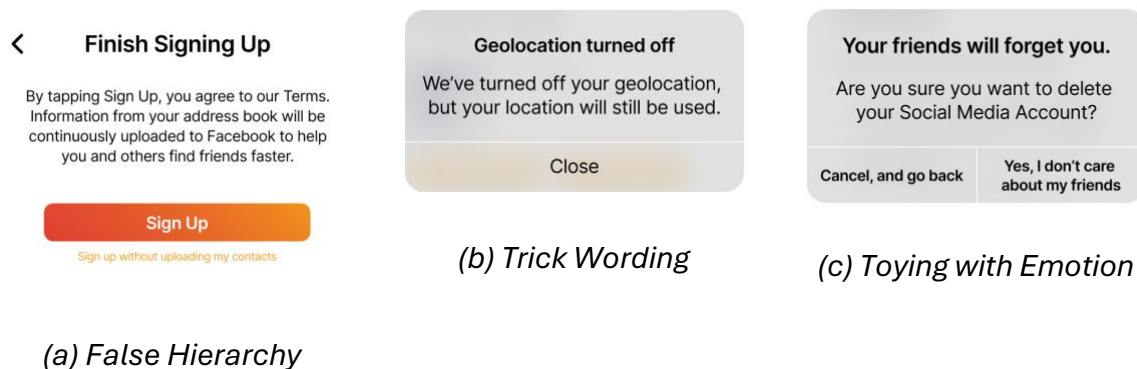 Finish Signing Up
By tapping Sign Up, you agree to our Terms.
Information from your address book will be
continuously uploaded to Facebook to help
you and others find friends faster.
Sign Up
Sign up without uploading my contacts
(a) False Hierarchy
Geolocation turned off
We’ve turned off your geolocation,
but your location will still be used.
Close
(b) Trick Wording
Your friends will forget you.
Are you sure you want to delete
your Social Media Account?
Cancel, and go back
Yes, I don’t care
about my friends
(c) Toying with Emotion